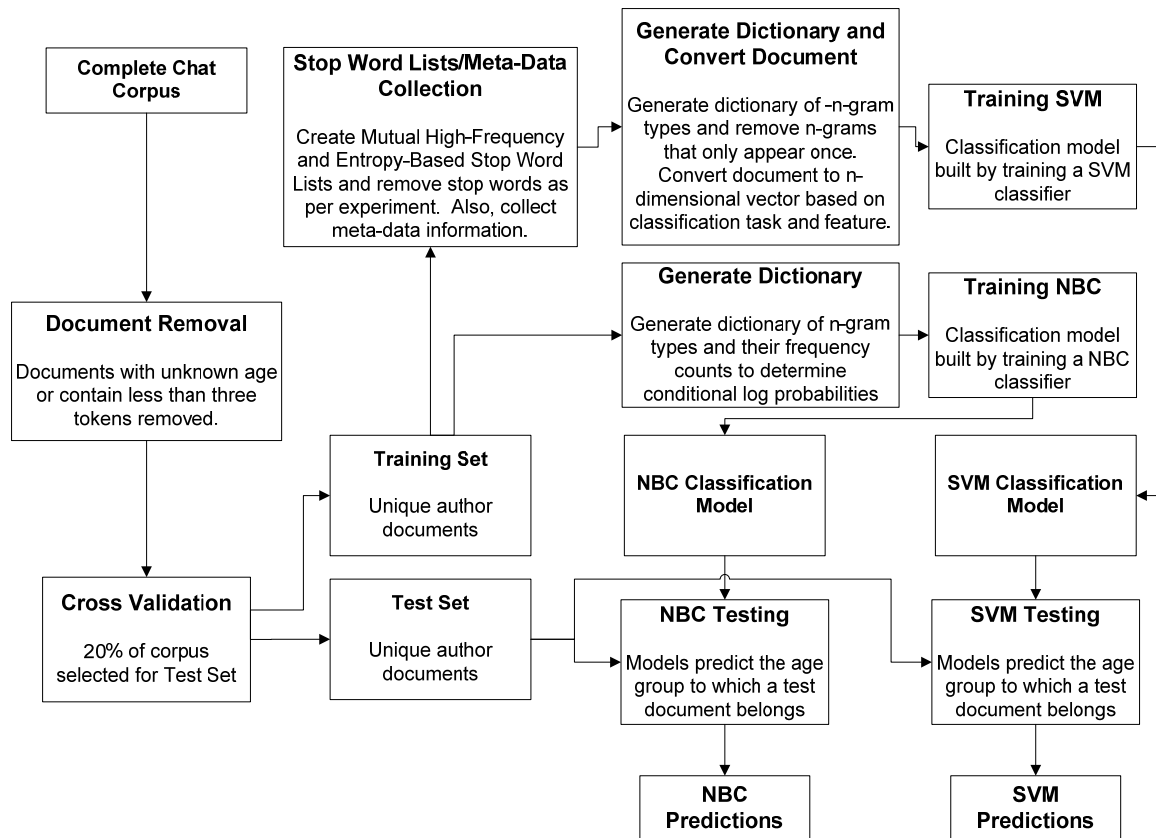 Complete Chat
Corpus
Stop Word Lists/Meta-Data
Collection
Create Mutual High-Frequency
and Entropy-Based Stop Word
Lists and remove stop words as
per experiment.  Also, collect
meta-data information.
Generate Dictionary and
Convert Document
Generate dictionary of -n-gram
types and remove n-grams
that only appear once.
Convert document to n-
dimensional vector based on
classification task and feature.
Training SVM
Classification model
built by training a SVM
classifier
Document Removal
Documents with unknown age
or contain less than three
tokens removed.
Generate Dictionary
Generate dictionary of n-gram
types and their frequency
counts to determine
conditional log probabilities
Training NBC
Classification model
built by training a NBC
classifier
Training Set
Unique author
documents
NBC Classification
Model
SVM Classification
Model
Cross Validation
20% of corpus
selected for Test Set
Test Set
Unique author
documents
NBC Testing
Models predict the age
group to which a test
document belongs
SVM Testing
Models predict the age
group to which a test
document belongs
NBC
Predictions
SVM
Predictions